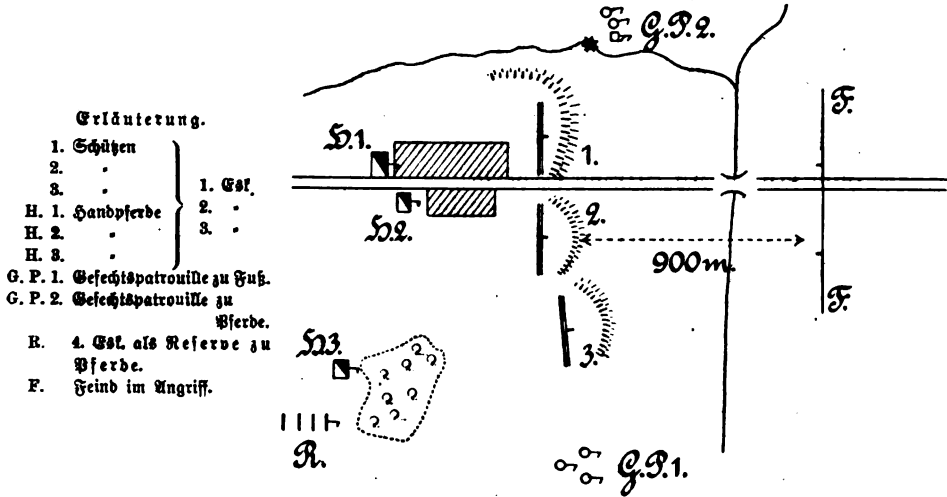 Erläuterung.
1. Schützen
2. "
3. "
1. Esk.
2. "
3. "
H. 1. Handpferde
H. 2. "
H. 3. "
G. P. 1. Gefechtspatrouille zu Fuß.
G. P. 2. Gefechtspatrouille zu
Pferde.
R. 4. Esk. als Reserve zu
Pferde.
F. Feind im Angriff.
G.P.2.
F.
H.1.
1.
H.2.
2.
900 m.
F.
H.3.
3.
R.
G.P.1.